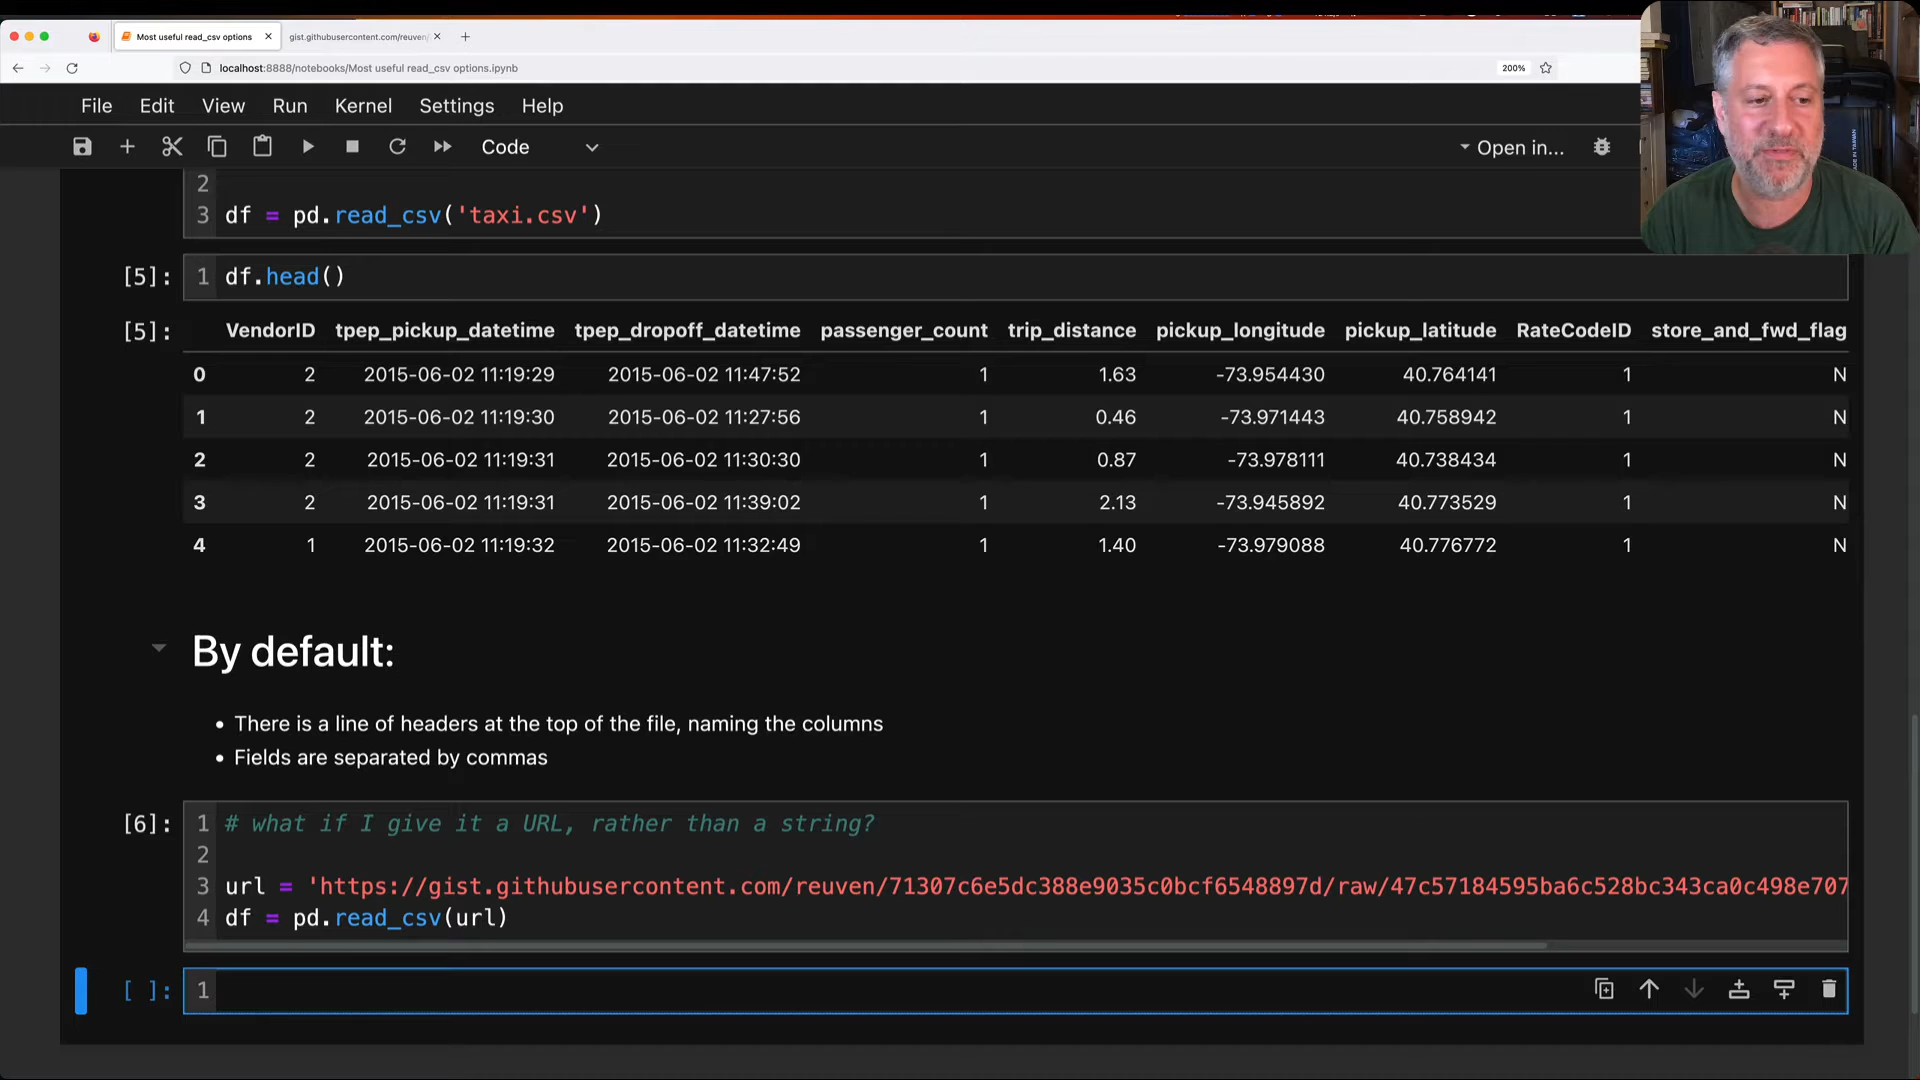 Most useful read_csv options
gist.githubusercontent.com/reuven/
localhost:8888/notebooks/Most useful read_csv options.ipynb
200%
File Edit View Run Kernel Settings Help
Code
Open in...
2
3 df = pd.read_csv('taxi.csv')
[5]: 1 df.head()
[5]: VendorID tpep_pickup_datetime tpep_dropoff_datetime passenger_count trip_distance pickup_longitude pickup_latitude RateCodeID store_and_fwd_flag
0 2 2015-06-02 11:19:29 2015-06-02 11:47:52 1 1.63 -73.954430 40.764141 1 N
1 2 2015-06-02 11:19:30 2015-06-02 11:27:56 1 0.46 -73.971443 40.758942 1 N
2 2 2015-06-02 11:19:31 2015-06-02 11:30:30 1 0.87 -73.978111 40.738434 1 N
3 2 2015-06-02 11:19:31 2015-06-02 11:39:02 1 2.13 -73.945892 40.773529 1 N
4 1 2015-06-02 11:19:32 2015-06-02 11:32:49 1 1.40 -73.979088 40.776772 1 N
By default:
• There is a line of headers at the top of the file, naming the columns
• Fields are separated by commas
[6]: 1 # what if I give it a URL, rather than a string?
2
3 url = 'https://gist.githubusercontent.com/reuven/71307c6e5dc388e9035c0bcf6548897d/raw/47c57184595ba6c528bc343ca0c498e707
4 df = pd.read_csv(url)
[ ]: 1